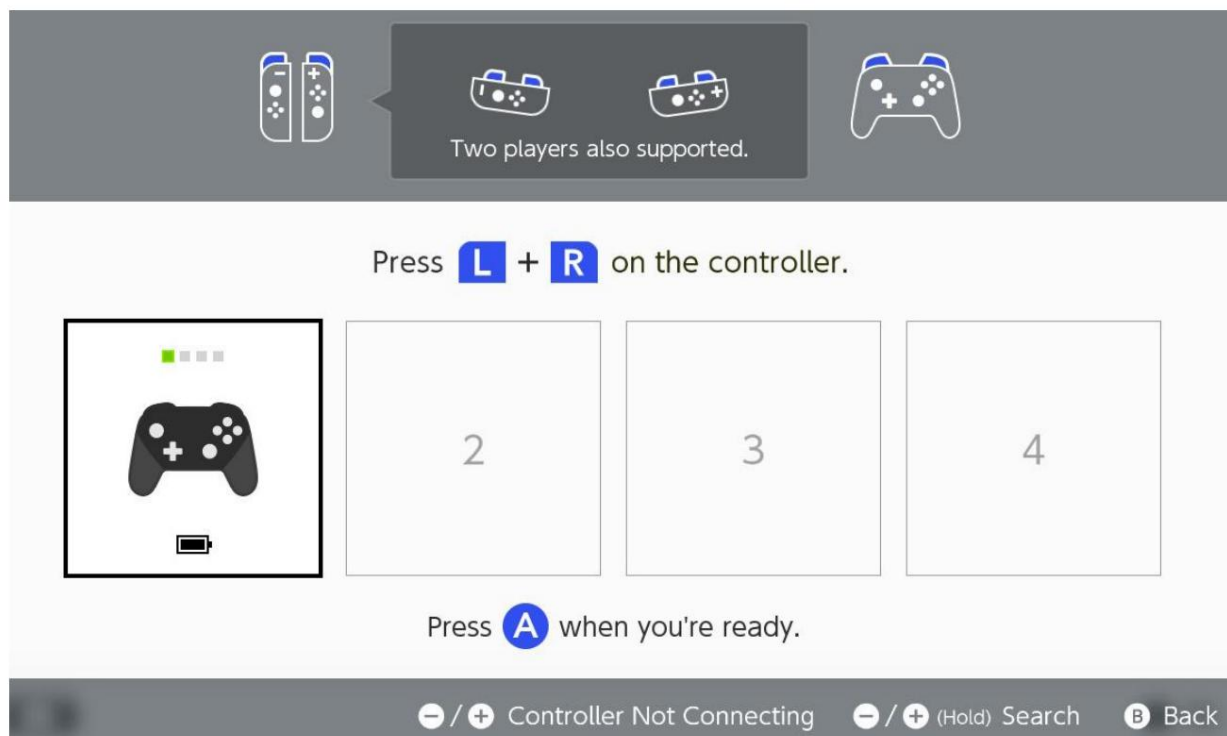 Two players also supported.
Press L + R on the controller.
2
3
4
Press A when you're ready.
-/+ Controller Not Connecting -/+ (Hold) Search B Back